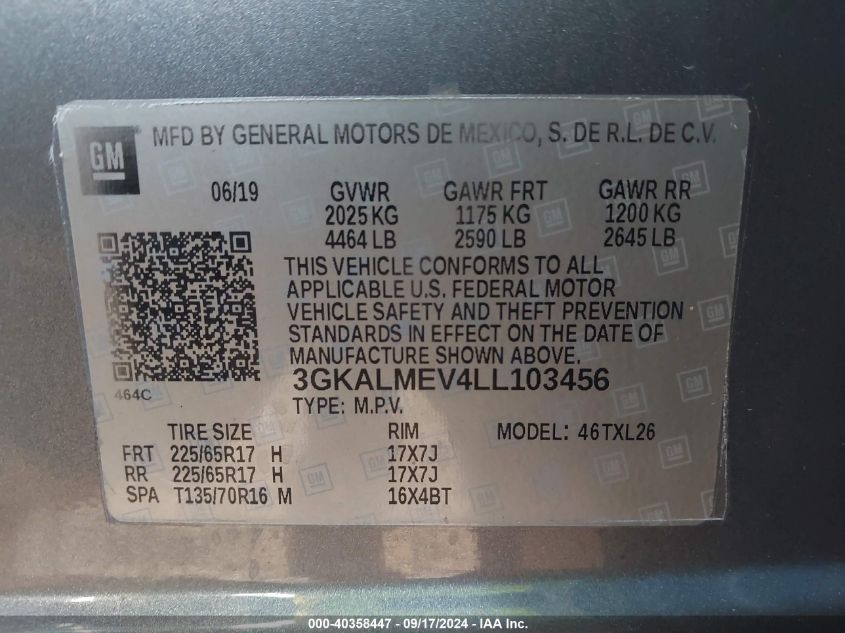 GM
MFD BY GENERAL MOTORS DE MEXICO, S. DE R.L. DE C.V.
06/19 GVWR GAWR FRT GAWR RR
2025 KG 1175 KG 1200 KG
4464 LB 2590 LB 2645 LB
THIS VEHICLE CONFORMS TO ALL
APPLICABLE U.S. FEDERAL MOTOR
VEHICLE SAFETY AND THEFT PREVENTION
STANDARDS IN EFFECT ON THE DATE OF
MANUFACTURE SHOWN ABOVE.
3GKALMEV4LL103456
464C
TYPE: M.P.V.
TIRE SIZE RIM MODEL: 46TXL26
FRT 225/65R17 H 17X7J
RR 225/65R17 H 17X7J
SPA T135/70R16 M 16X4BT
000-40358447 - 09/17/2024 - IAA Inc.